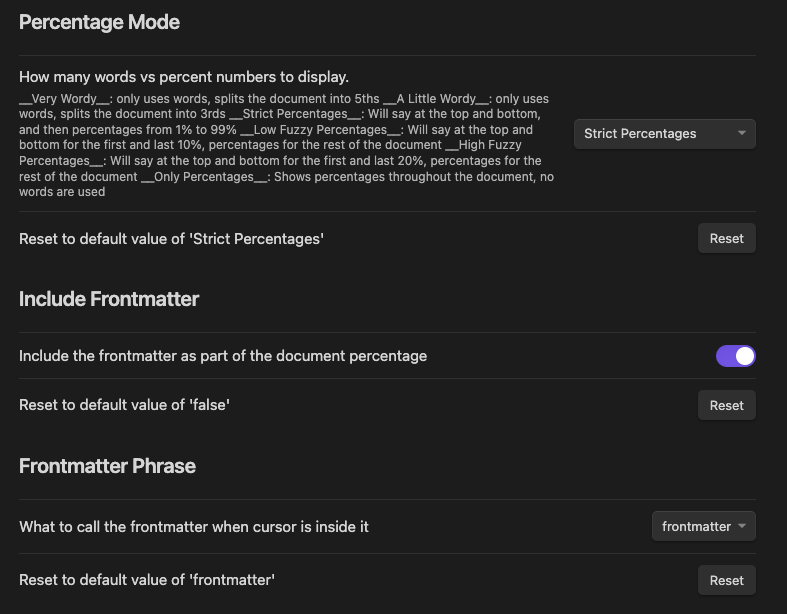 Percentage Mode
How many words vs percent numbers to display.
__Very Wordy__: only uses words, splits the document into 5ths __A Little Wordy__: only uses
words, splits the document into 3rds __Strict Percentages__: Will say at the top and bottom,
and then percentages from 1% to 99% __Low Fuzzy Percentages__: Will say at the top and
bottom for the first and last 10%, percentages for the rest of the document __High Fuzzy
Percentages__: Will say at the top and bottom for the first and last 20%, percentages for the
rest of the document __Only Percentages__: Shows percentages throughout the document, no
words are used
Strict Percentages
Reset to default value of 'Strict Percentages'
Reset
Include Frontmatter
Include the frontmatter as part of the document percentage
Reset to default value of 'false'
Reset
Frontmatter Phrase
What to call the frontmatter when cursor is inside it
frontmatter
Reset to default value of 'frontmatter'
Reset